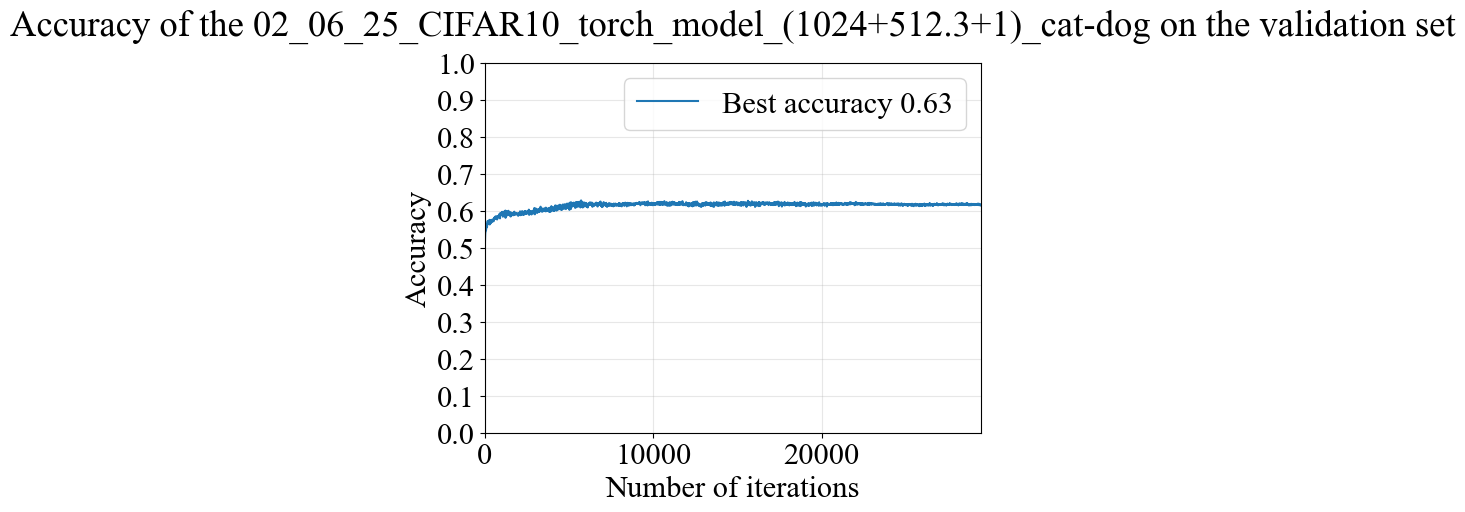 Accuracy of the 02_06_25_CIFAR10_torch_model_(1024+512.3+1)_cat-dog on the validation set
1.0
0.9
0.8
0.7
0.6
0.5
0.4
0.3
0.2
0.1
0.0
Accuracy
Best accuracy 0.63
0 10000 20000
Number of iterations